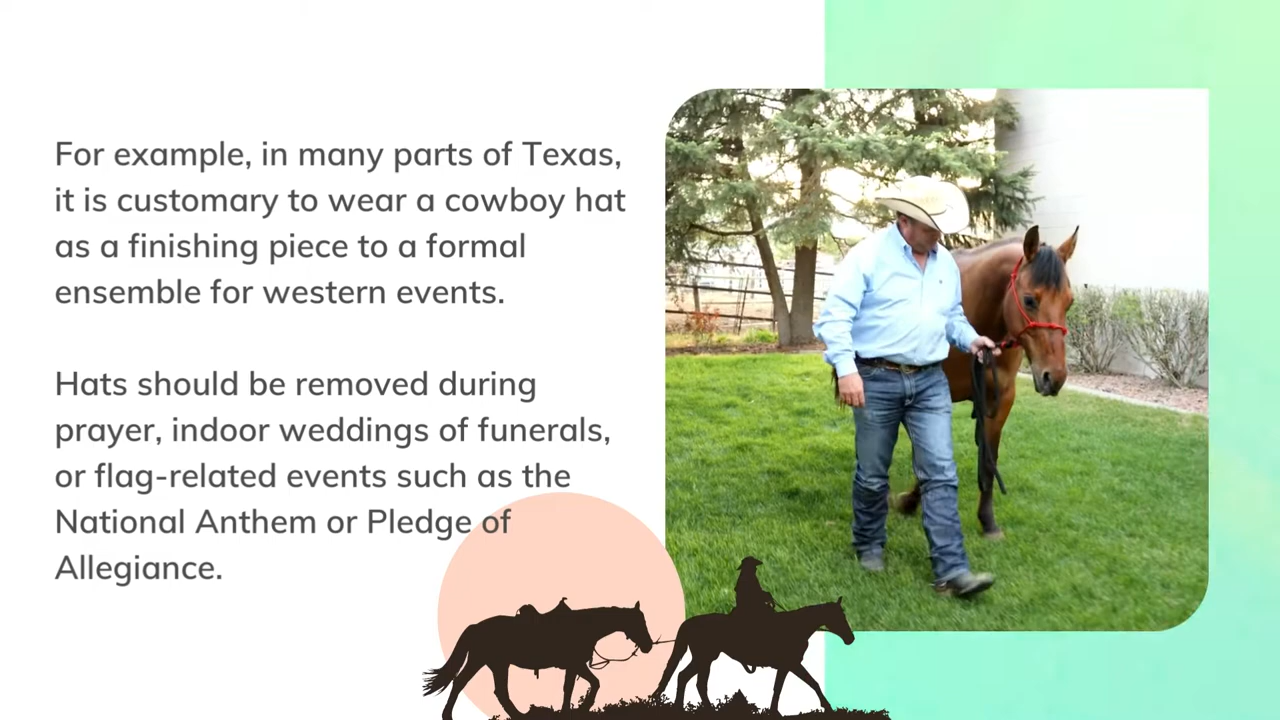 For example, in many parts of Texas,
it is customary to wear a cowboy hat
as a finishing piece to a formal
ensemble for western events.
Hats should be removed during
prayer, indoor weddings of funerals,
or flag-related events such as the
National Anthem or Pledge of
Allegiance.